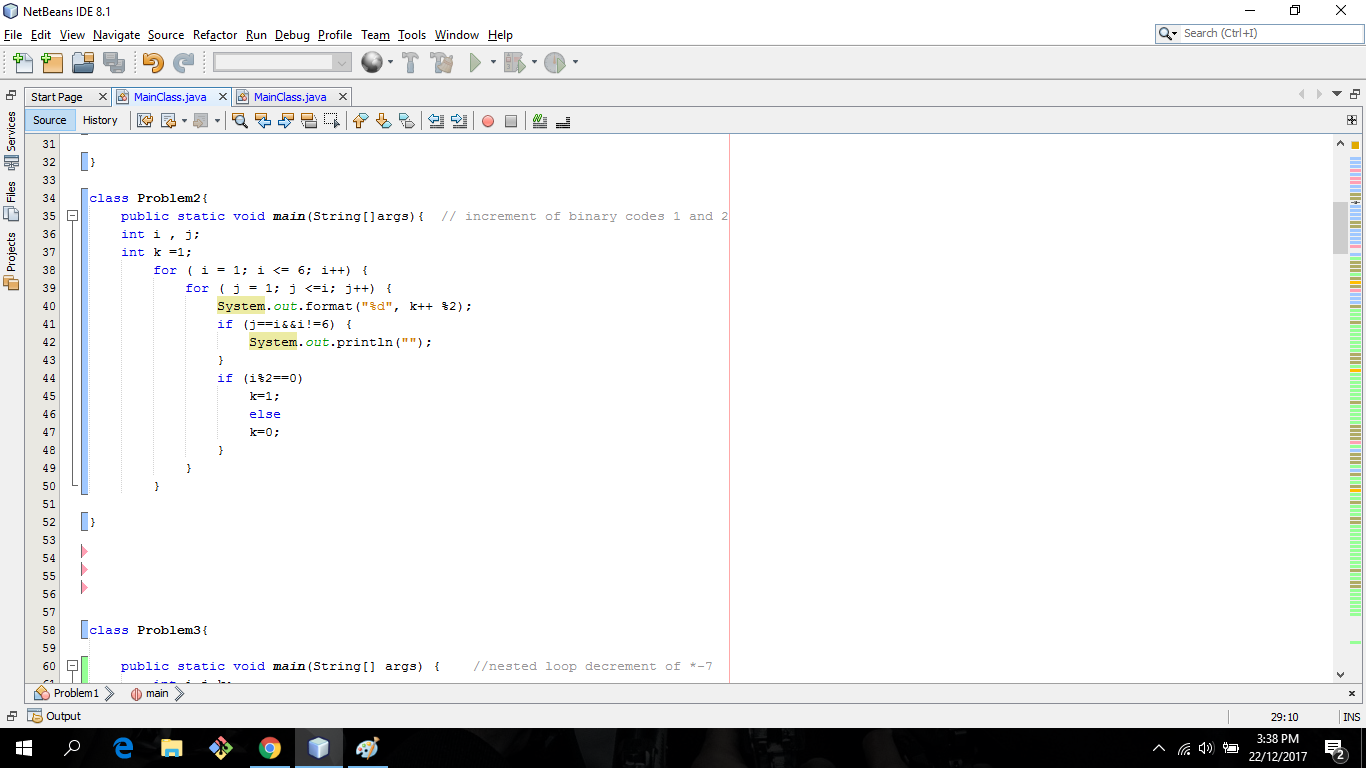 NetBeans IDE 8.1
File Edit View Navigate Source Refactor Run Debug Profile Team Tools Window Help
Search (Ctrl+I)
Start Page MainClass.java MainClass.java
Source History
Services
Files
Projects
31
32 }
33
34 class Problem2{
35 public static void main(String[]args){ // increment of binary codes 1 and 2
36 int i , j;
37 int k =1;
38 for ( i = 1; i <= 6; i++) {
39 for ( j = 1; j <=i; j++) {
40 System.out.format("%d", k++ %2);
41 if (j==i&&i!=6) {
42 System.out.println("");
43 }
44 if (i%2==0)
45 k=1;
46 else
47 k=0;
48 }
49 }
50 }
51
52 }
53
54
55
56
57
58 class Problem3{
59
60 public static void main(String[] args) { //nested loop decrement of *-7
Problem1 main
Output
29:10 INS
3:38 PM
22/12/2017
2